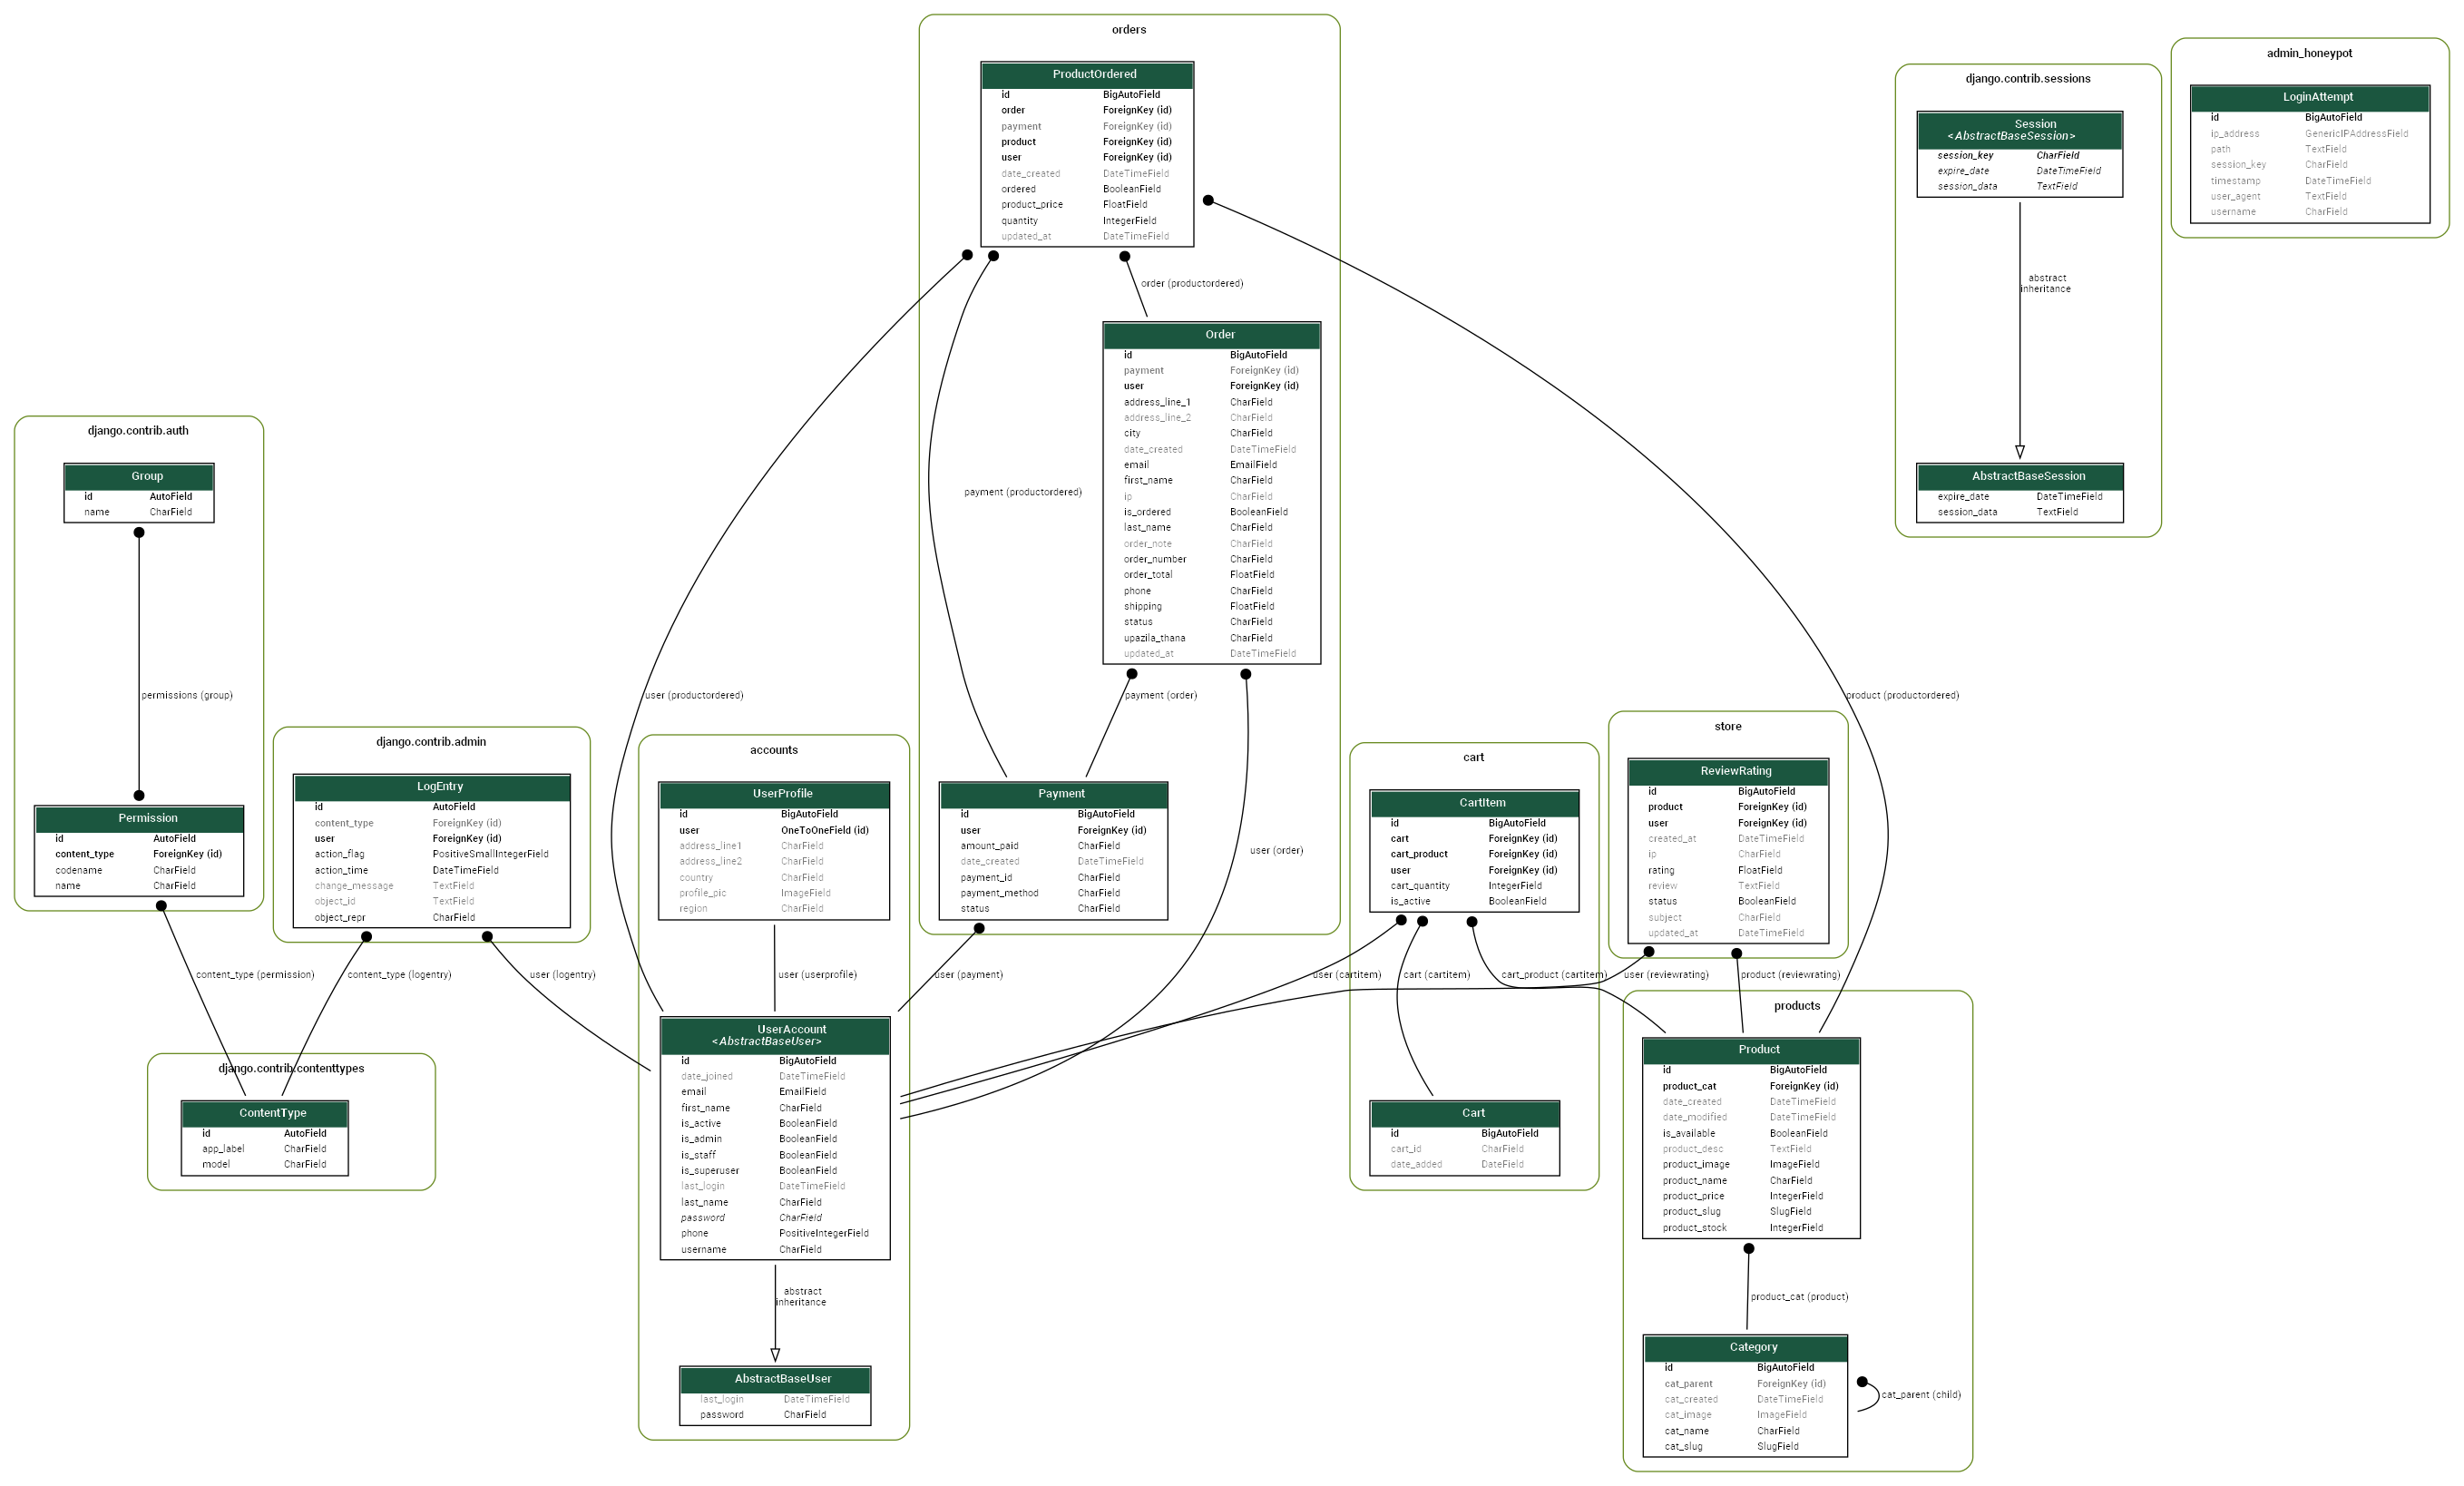 orders
ProductOrdered
id BigAutoField
order ForeignKey (id)
payment ForeignKey (id)
product ForeignKey (id)
user ForeignKey (id)
date_created DateTimeField
ordered BooleanField
product_price FloatField
quantity IntegerField
updated_at DateTimeField
order (productordered)
Order
id BigAutoField
payment ForeignKey (id)
user ForeignKey (id)
address_line_1 CharField
address_line_2 CharField
city CharField
date_created DateTimeField
email EmailField
first_name CharField
ip CharField
is_ordered BooleanField
last_name CharField
order_note CharField
order_number CharField
order_total FloatField
phone CharField
shipping FloatField
status CharField
upazila_thana CharField
updated_at DateTimeField
payment (productordered)
user (productordered)
payment (order)
product (productordered)
Payment
id BigAutoField
user ForeignKey (id)
amount_paid CharField
date_created DateTimeField
payment_id CharField
payment_method CharField
status CharField
user (order)
django.contrib.sessions
Session
<AbstractBaseSession>
session_key CharField
expire_date DateTimeField
session_data TextField
abstract
inheritance
AbstractBaseSession
expire_date DateTimeField
session_data TextField
admin_honeypot
LoginAttempt
id BigAutoField
ip_address GenericIPAddressField
path TextField
session_key CharField
timestamp DateTimeField
user_agent TextField
username CharField
django.contrib.auth
Group
id AutoField
name CharField
permissions (group)
Permission
id AutoField
content_type ForeignKey (id)
codename CharField
name CharField
django.contrib.admin
LogEntry
id AutoField
content_type ForeignKey (id)
user ForeignKey (id)
action_flag PositiveSmallIntegerField
action_time DateTimeField
change_message TextField
object_id TextField
object_repr CharField
content_type (permission)
content_type (logentry)
user (logentry)
django.contrib.contenttypes
ContentType
id AutoField
app_label CharField
model CharField
accounts
UserProfile
id BigAutoField
user OneToOneField (id)
address_line1 CharField
address_line2 CharField
country CharField
profile_pic ImageField
region CharField
user (userprofile)
user (payment)
UserAccount
<AbstractBaseUser>
id BigAutoField
date_joined DateTimeField
email EmailField
first_name CharField
is_active BooleanField
is_admin BooleanField
is_staff BooleanField
is_superuser BooleanField
last_login DateTimeField
last_name CharField
password CharField
phone PositiveIntegerField
username CharField
abstract
inheritance
AbstractBaseUser
last_login DateTimeField
password CharField
cart
CartItem
id BigAutoField
cart ForeignKey (id)
cart_product ForeignKey (id)
user ForeignKey (id)
cart_quantity IntegerField
is_active BooleanField
user (cartitem)
cart (cartitem)
cart_product (cartitem)
Cart
id BigAutoField
cart_id CharField
date_added DateField
store
ReviewRating
id BigAutoField
product ForeignKey (id)
user ForeignKey (id)
created_at DateTimeField
ip CharField
rating FloatField
review TextField
status BooleanField
subject CharField
updated_at DateTimeField
user (reviewrating)
product (reviewrating)
products
Product
id BigAutoField
product_cat ForeignKey (id)
date_created DateTimeField
date_modified DateTimeField
is_available BooleanField
product_desc TextField
product_image ImageField
product_name CharField
product_price IntegerField
product_slug SlugField
product_stock IntegerField
product_cat (product)
Category
id BigAutoField
cat_parent ForeignKey (id)
cat_created DateTimeField
cat_image ImageField
cat_name CharField
cat_slug SlugField
cat_parent (child)